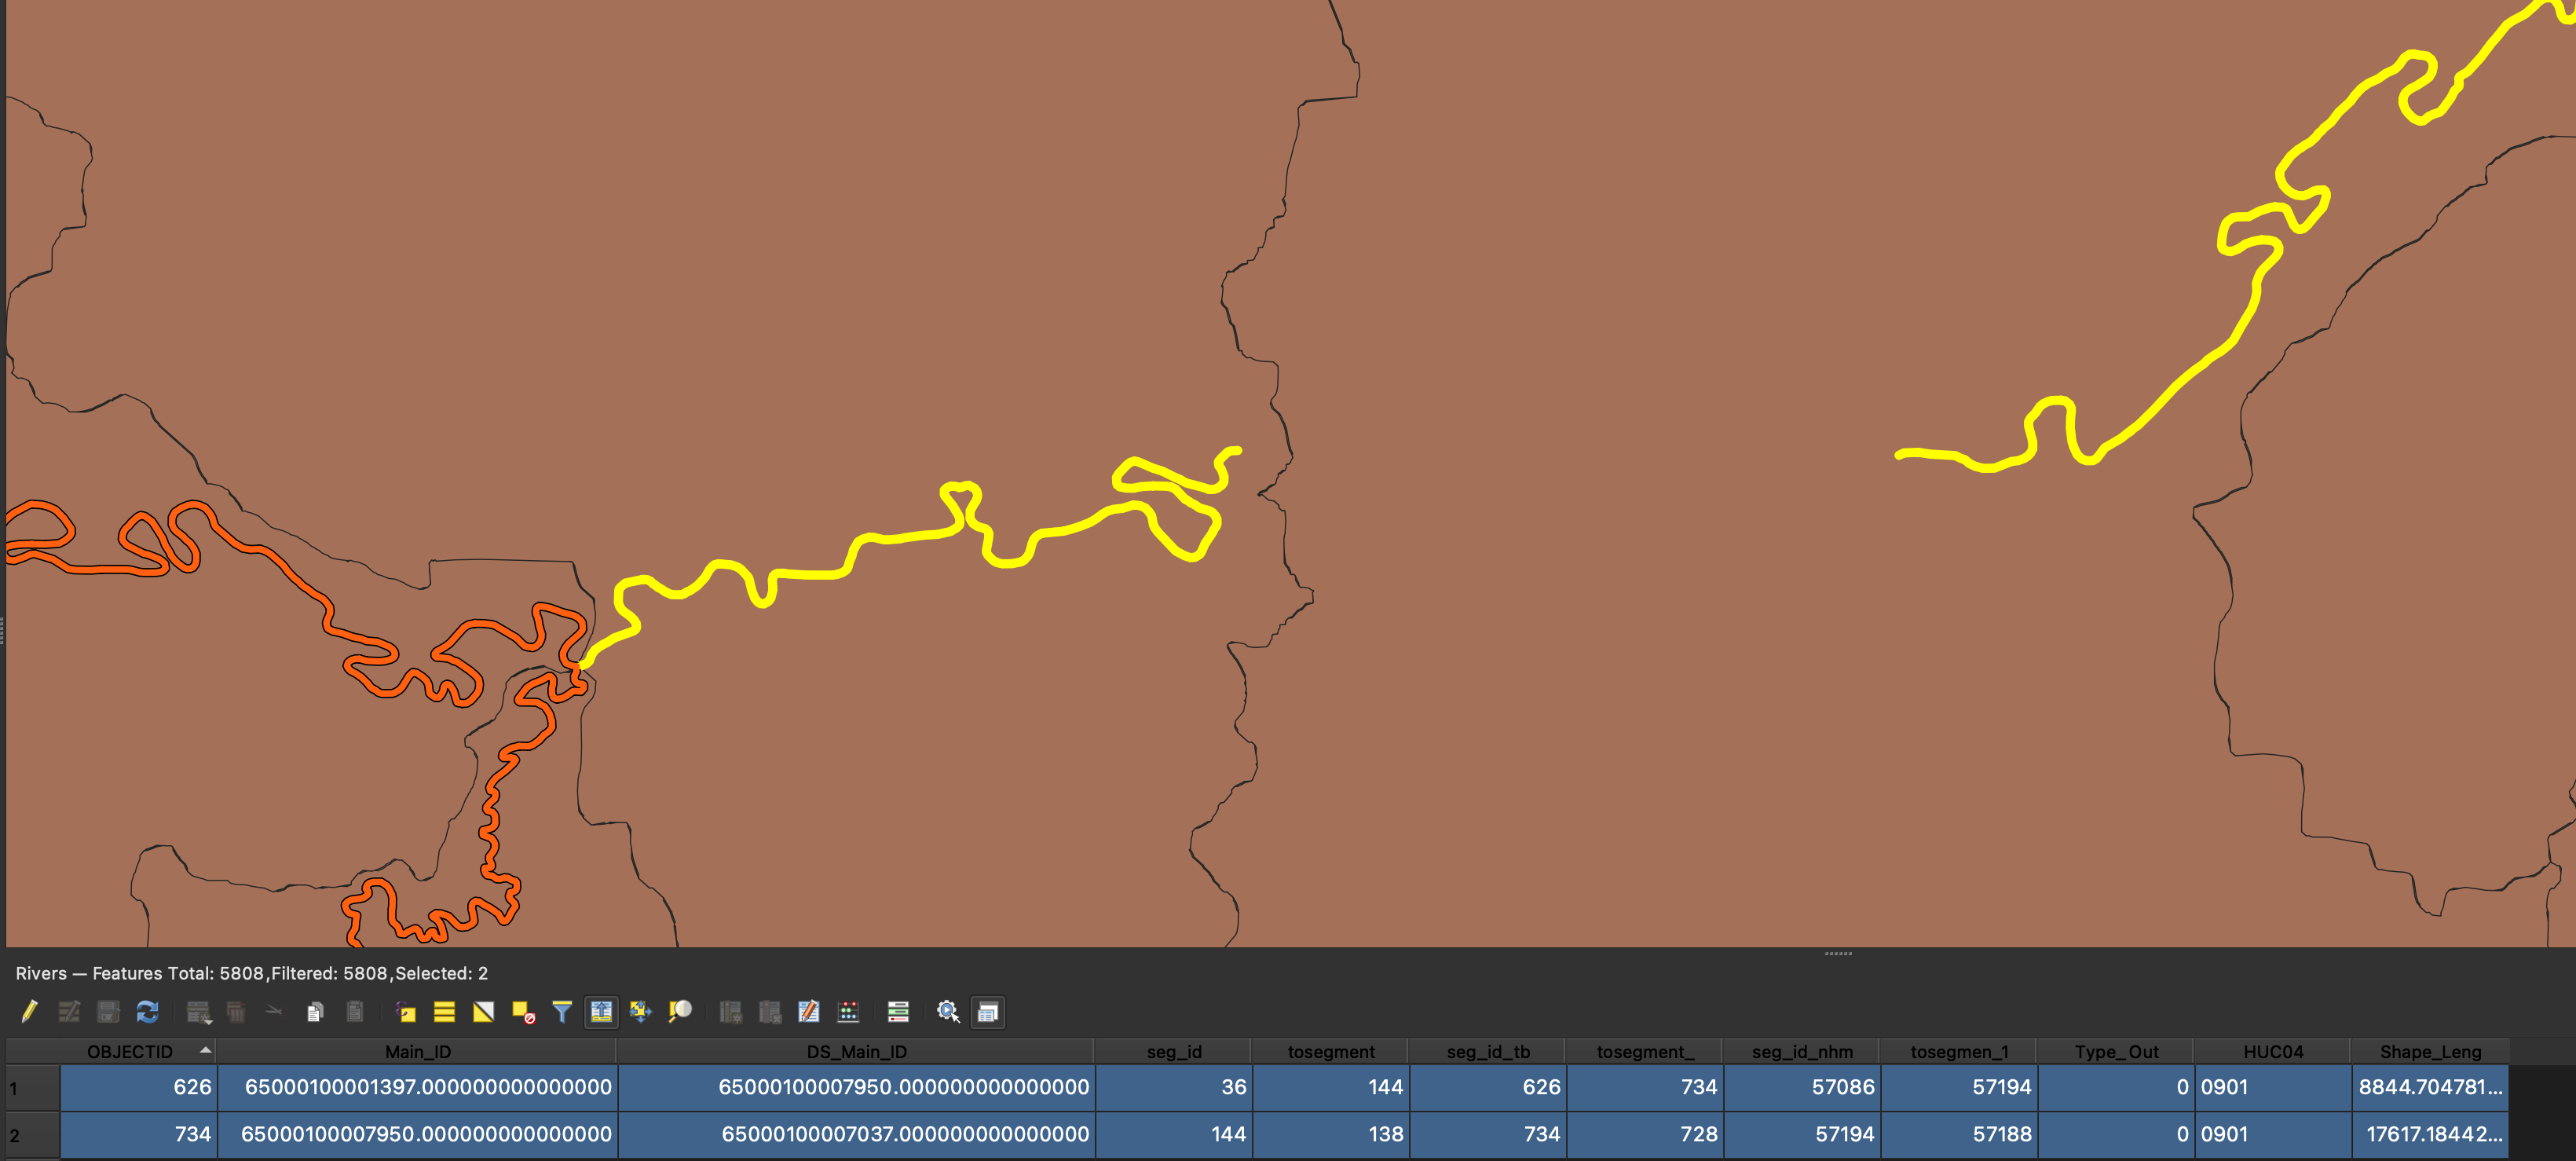 Rivers — Features Total: 5808,Filtered: 5808,Selected: 2
OBJECTID Main_ID DS_Main_ID seg_id tosegment seg_id_tb tosegment_ seg_id_nhm tosegmen_1 Type_Out HUC04 Shape_Leng
1 626 65000100001397.000000000000000 65000100007950.000000000000000 36 144 626 734 57086 57194 0 0901 8844.704781...
2 734 65000100007950.000000000000000 65000100007037.000000000000000 144 138 734 728 57194 57188 0 0901 17617.18442...